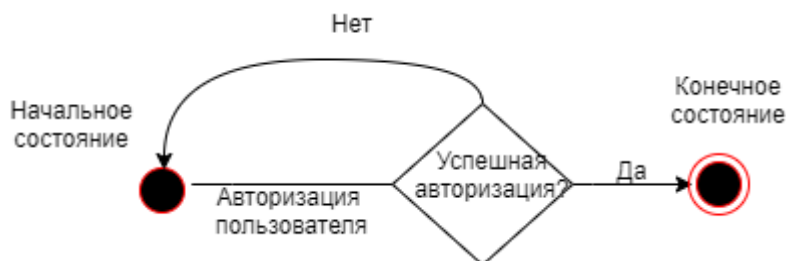 Нет
Начальное
состояние
Конечное
состояние
Успешная
авторизация?
Да
Авторизация
пользователя